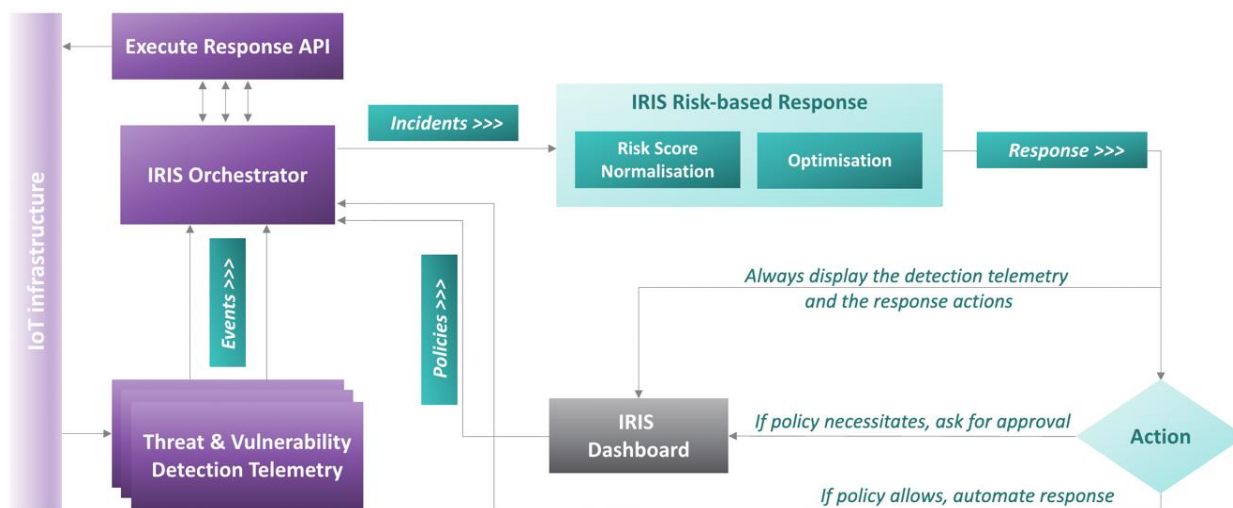 IoT infrastructure
Execute Response API
IRIS Orchestrator
Incidents >>>
IRIS Risk-based Response
Risk Score
Normalisation
Optimisation
Response >>>
Events >>>
Policies >>>
Always display the detection telemetry
and the response actions
Threat & Vulnerability
Detection Telemetry
IRIS
Dashboard
If policy necessitates, ask for approval
Action
If policy allows, automate response